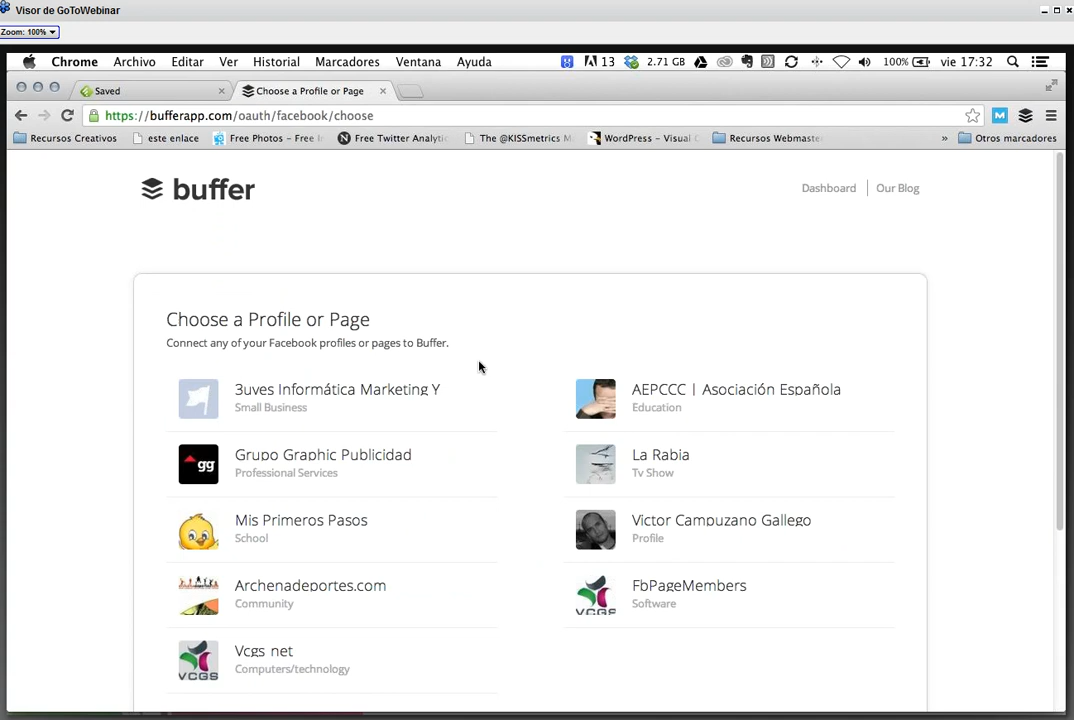 Visor de GoToWebinar
Zoom: 100%
Chrome Archivo Editar Ver Historial Marcadores Ventana Ayuda 13 2.71 GB 100% vie 17:32
Saved Choose a Profile or Page
https://bufferapp.com/oauth/facebook/choose
Recursos Creativos este enlace Free Photos - Free I Free Twitter Analytic The @KISSmetrics M WordPress - Visual C Recursos Webmaste » Otros marcadores
buffer
Dashboard Our Blog
Choose a Profile or Page
Connect any of your Facebook profiles or pages to Buffer.
3uves Informática Marketing Y
Small Business
AEPCCC | Asociación Española
Education
gg
Grupo Graphic Publicidad
Professional Services
La Rabia
Tv Show
Mis Primeros Pasos
School
Victor Campuzano Gallego
Profile
Archenadeportes.com
Community
VCGS
FbPageMembers
Software
VCGS
Vcgs net
Computers/technology